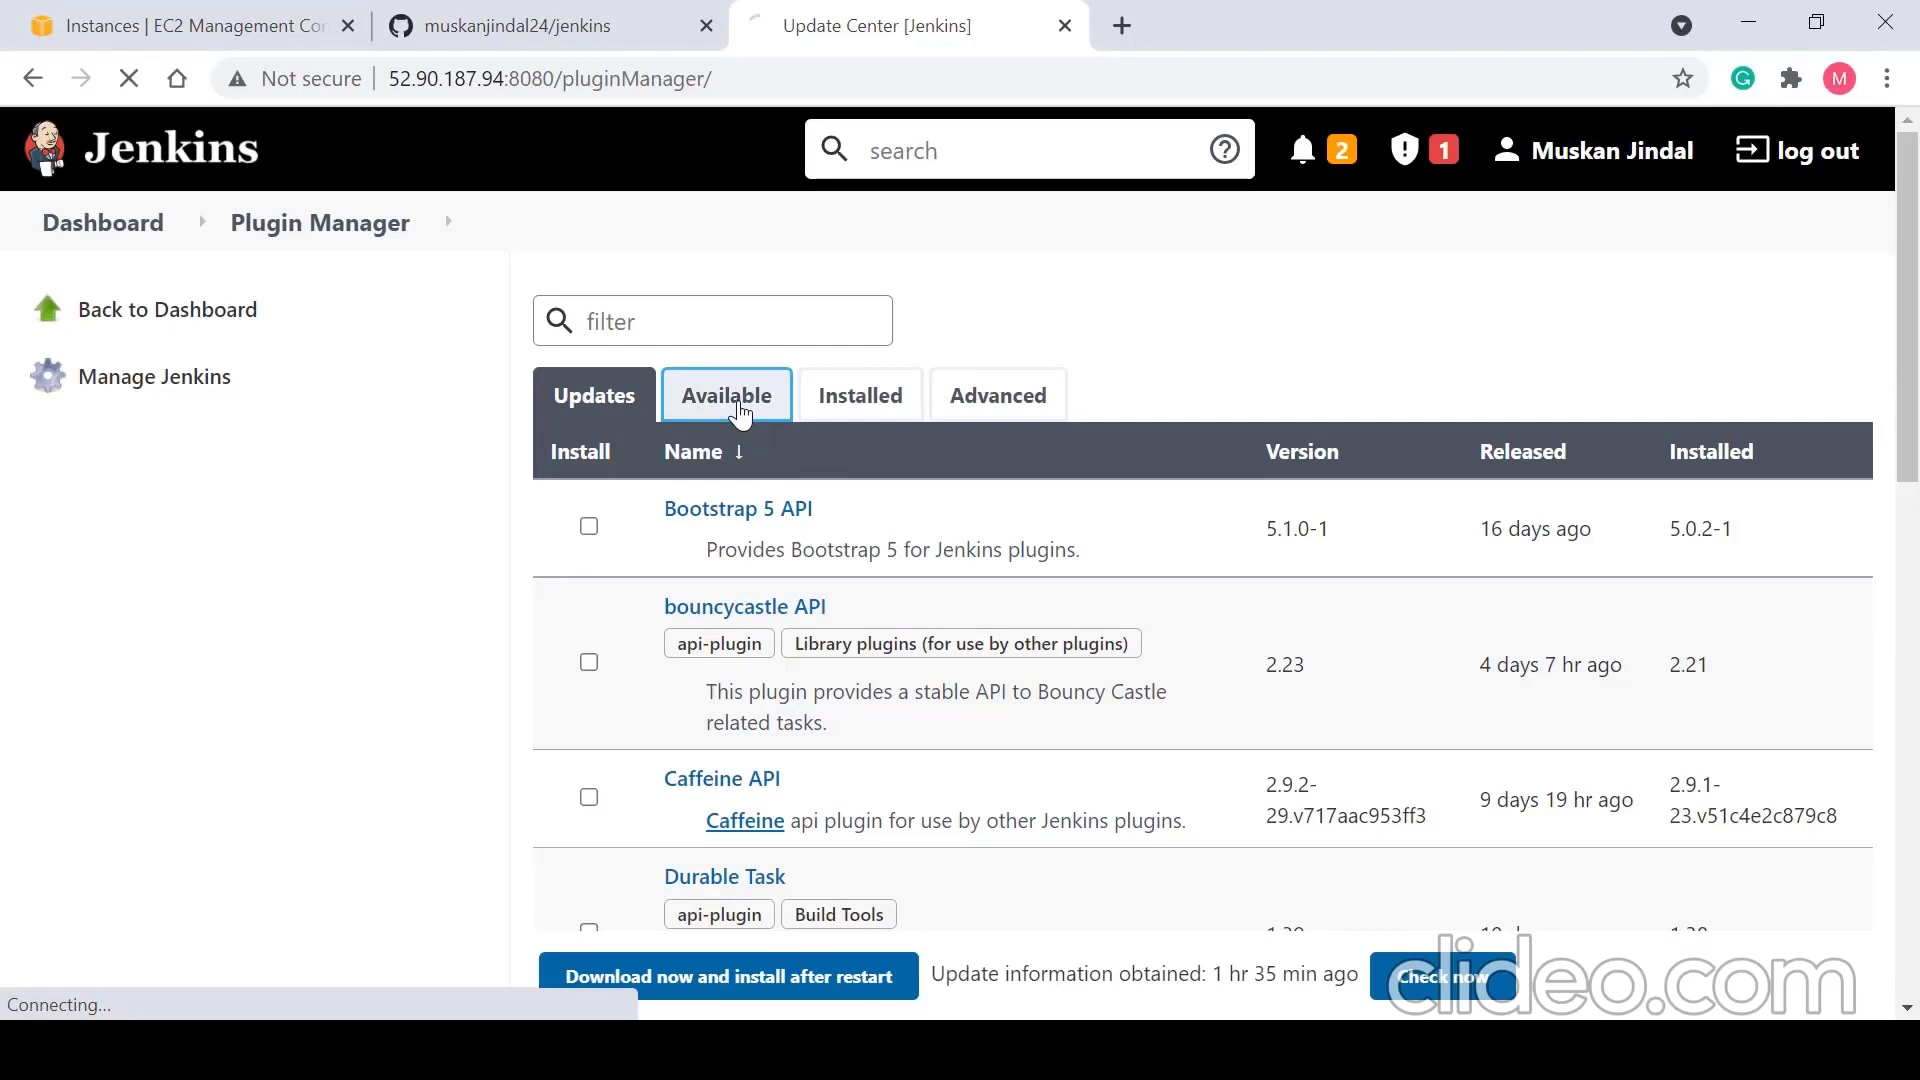 Instances | EC2 Management Con
muskanjindal24/jenkins
Update Center [Jenkins]
Not secure
52.90.187.94:8080/pluginManager/
G
M
Jenkins
search
2
1
Muskan Jindal
log out
Dashboard
Plugin Manager
Back to Dashboard
Manage Jenkins
filter
Updates
Available
Installed
Advanced
Install
Name ↓
Version
Released
Installed
Bootstrap 5 API
Provides Bootstrap 5 for Jenkins plugins.
5.1.0-1
16 days ago
5.0.2-1
bouncycastle API
api-plugin
Library plugins (for use by other plugins)
This plugin provides a stable API to Bouncy Castle
related tasks.
2.23
4 days 7 hr ago
2.21
Caffeine API
Caffeine api plugin for use by other Jenkins plugins.
2.9.2-
29.v717aac953ff3
9 days 19 hr ago
2.9.1-
23.v51c4e2c879c8
Durable Task
api-plugin
Build Tools
Download now and install after restart
Update information obtained: 1 hr 35 min ago
Check now
clideo.com
Connecting...